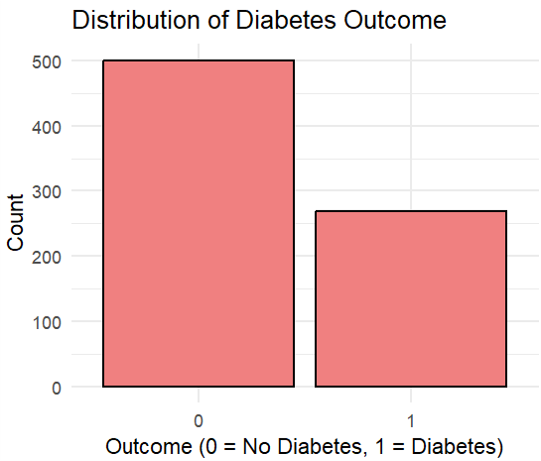 Distribution of Diabetes Outcome
500
400
300
200
100
0
Count
0 1
Outcome (0 = No Diabetes, 1 = Diabetes)